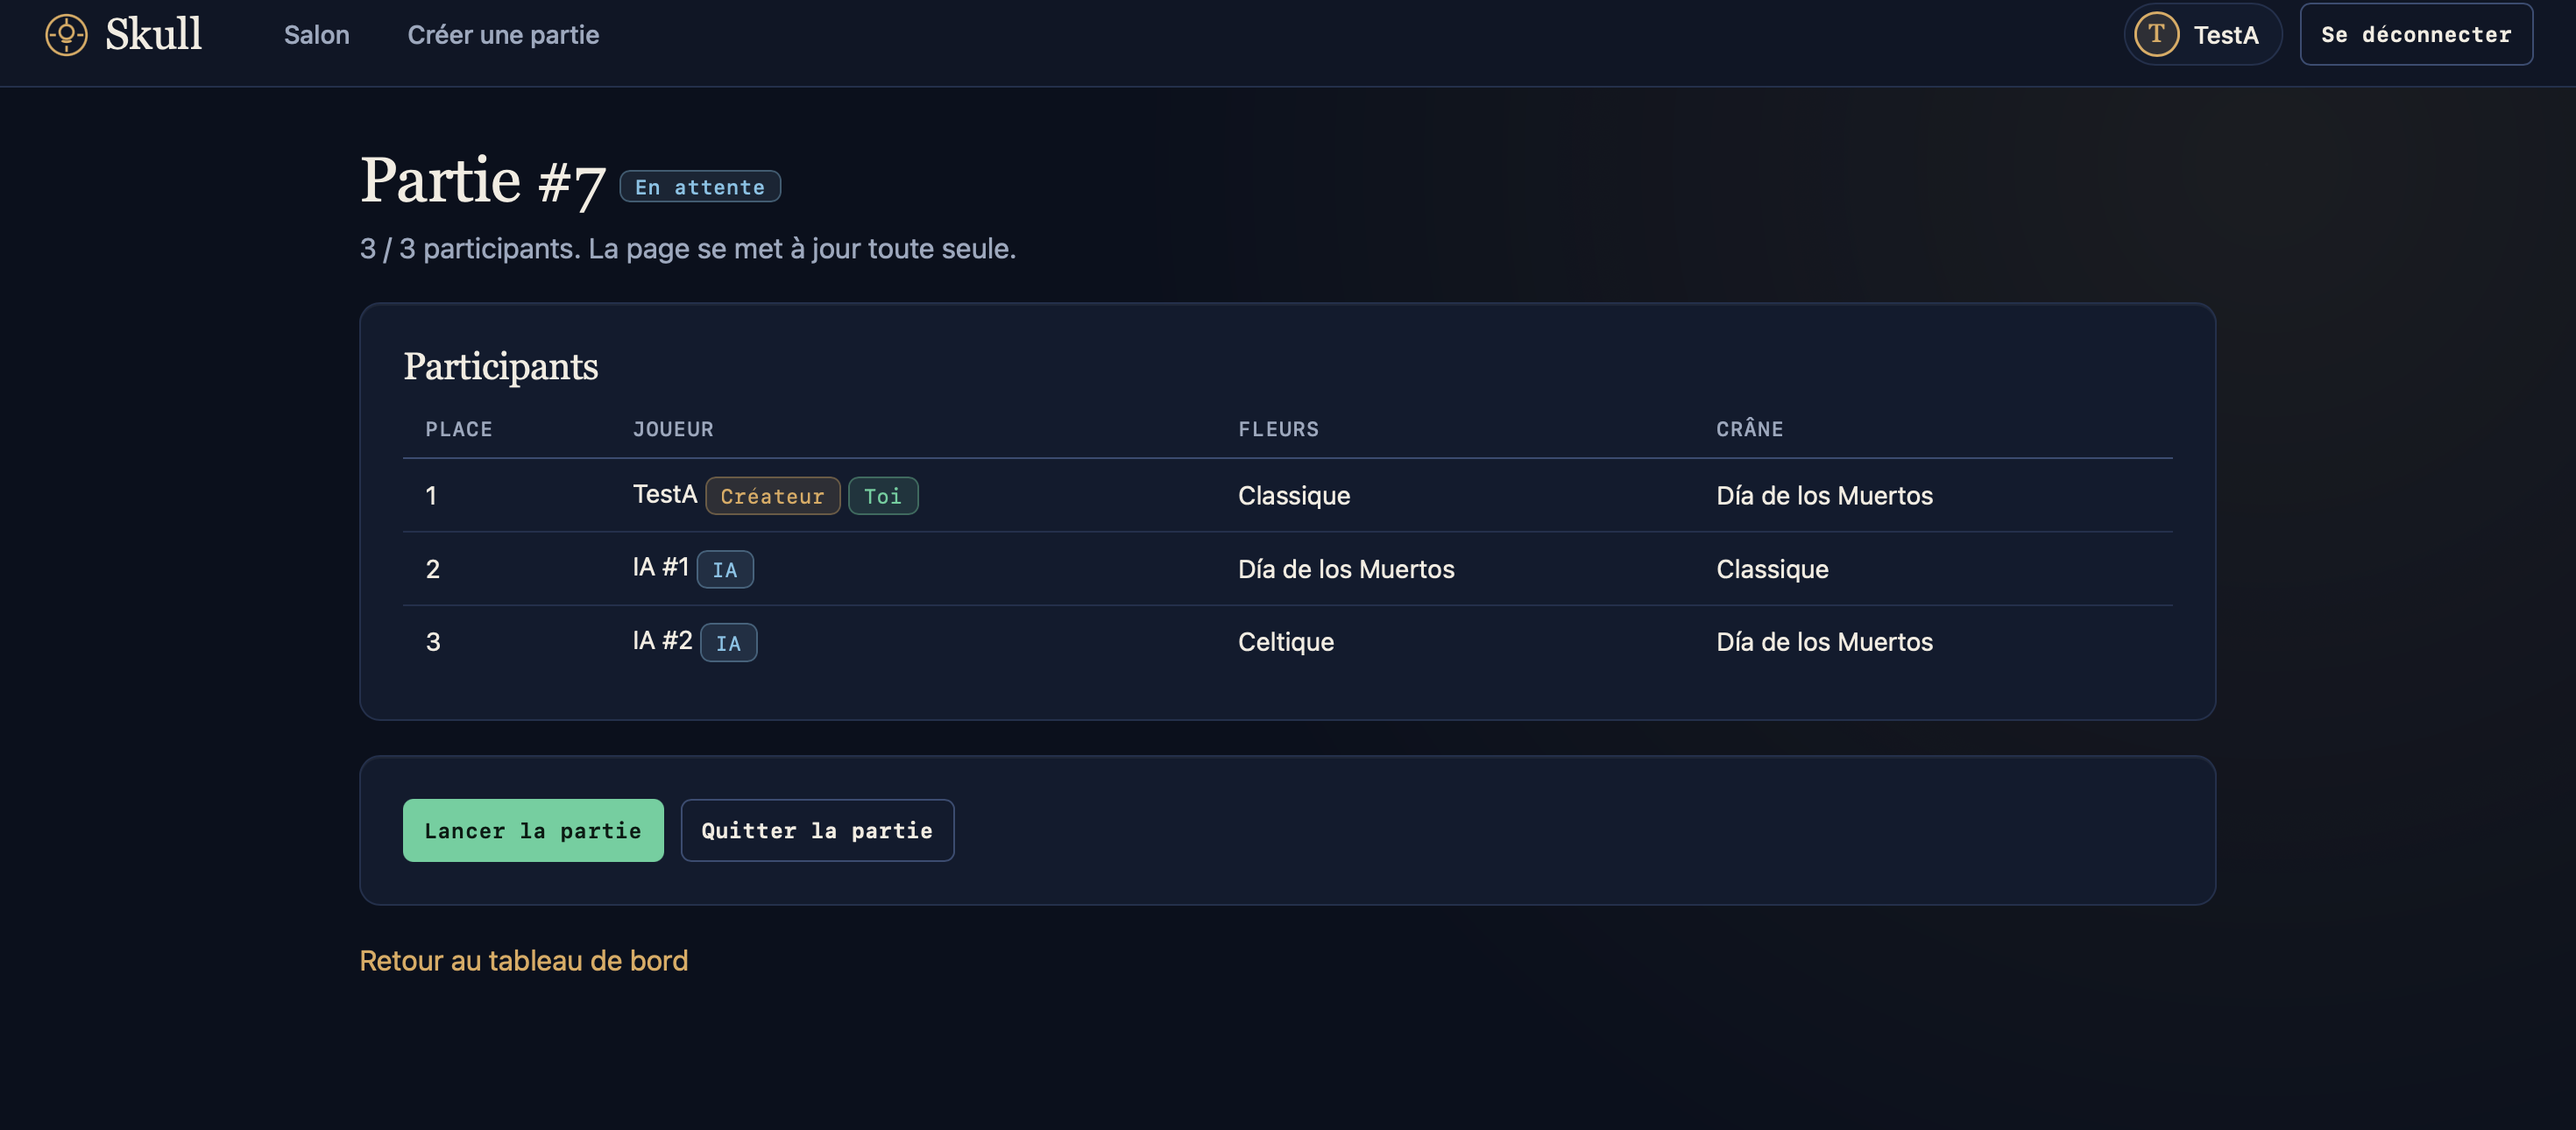 Skull Salon Créer une partie T TestA Se déconnecter
Partie #7 En attente
3 / 3 participants. La page se met à jour toute seule.
Participants
PLACE JOUEUR FLEURS CRÂNE
1 TestA Créateur Toi Classique Día de los Muertos
2 IA #1 IA Día de los Muertos Classique
3 IA #2 IA Celtique Día de los Muertos
Lancer la partie Quitter la partie
Retour au tableau de bord